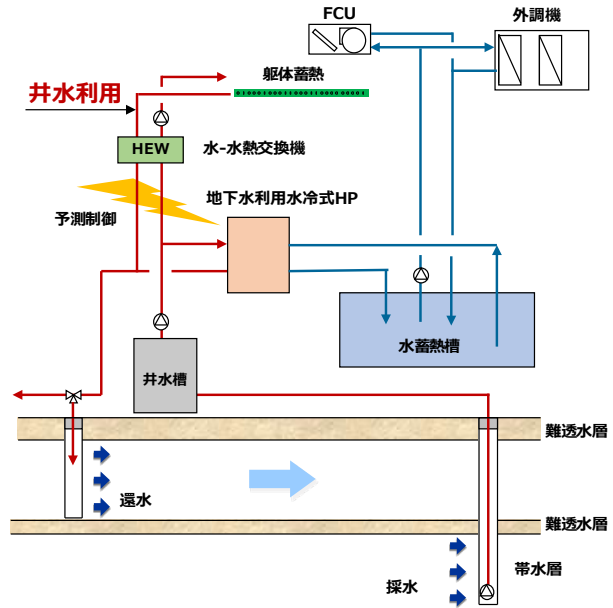 FCU
外調機
躯体蓄熱
井水利用
HEW
水-水熱交換機
地下水利用水冷式HP
予測制御
水蓄熱槽
井水槽
難透水層
還水
難透水層
帯水層
採水